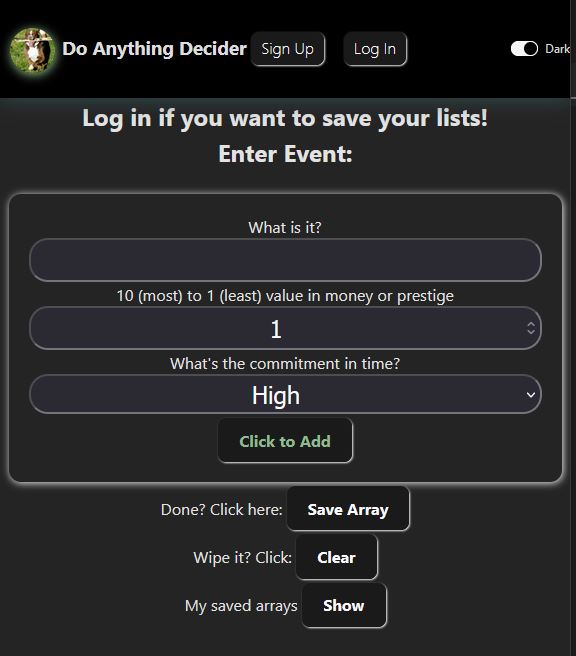 Do Anything Decider Sign Up Log In Dark
Log in if you want to save your lists!
Enter Event:
What is it?
10 (most) to 1 (least) value in money or prestige
1
What's the commitment in time?
High
Click to Add
Done? Click here: Save Array
Wipe it? Click: Clear
My saved arrays Show